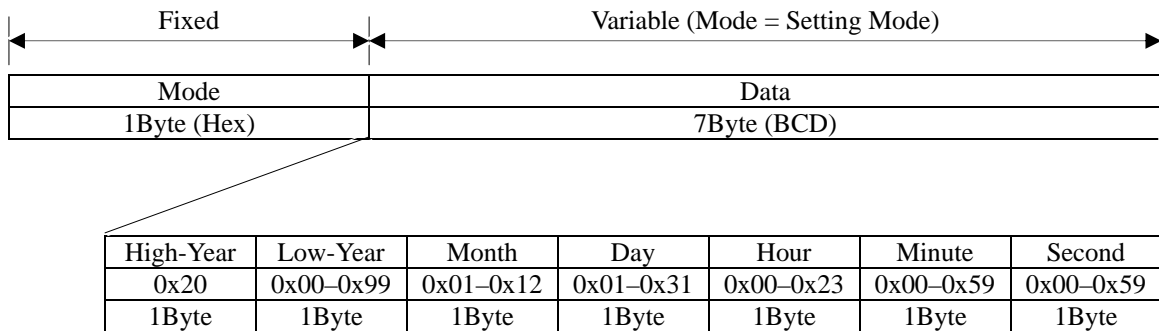 Fixed Variable (Mode = Setting Mode)
Mode Data
1Byte (Hex) 7Byte (BCD)
High-Year Low-Year Month Day Hour Minute Second
0x20 0x00–0x99 0x01–0x12 0x01–0x31 0x00–0x23 0x00–0x59 0x00–0x59
1Byte 1Byte 1Byte 1Byte 1Byte 1Byte 1Byte